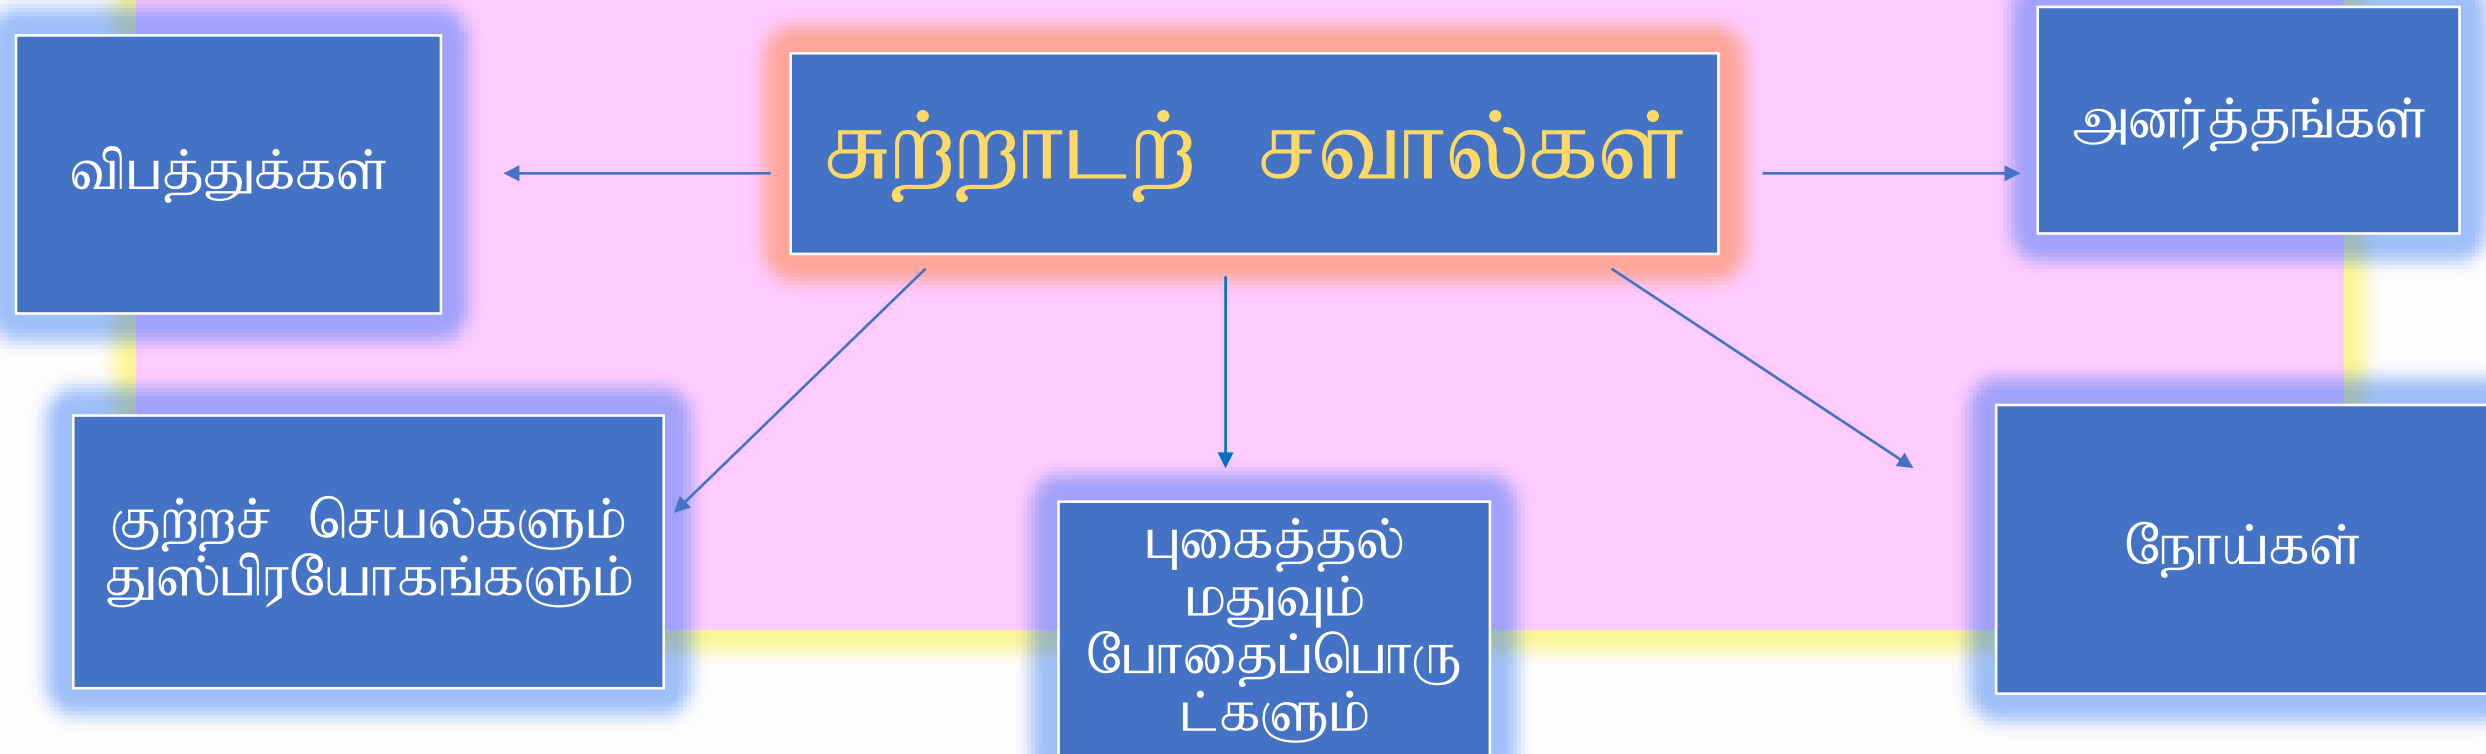 சுற்றாடற் சவால்கள்
விபத்துக்கள்
அனர்த்தங்கள்
குற்றச் செயல்களும்
துஸ்பிரயோகங்களும்
புகைத்தல்
மதுவும்
போதைப்பொரு
ட்களும்
நோய்கள்